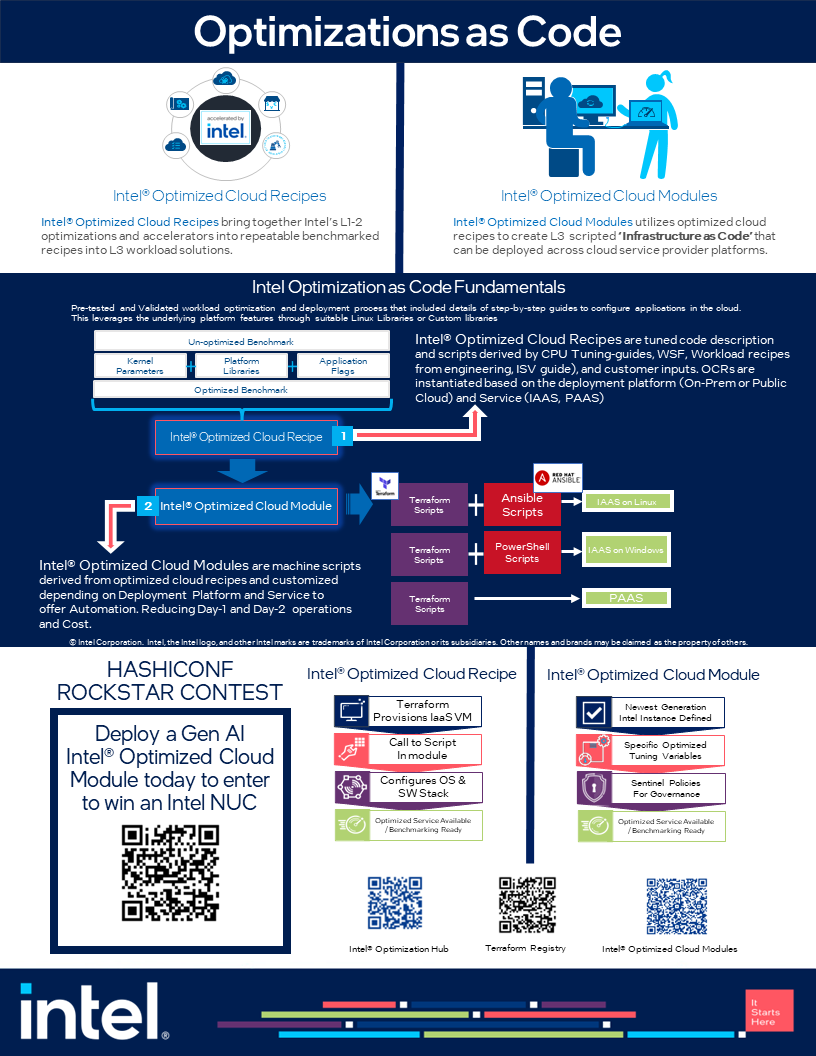 Optimizations as Code
accelerated by
intel.
Intel® Optimized Cloud Recipes
Intel® Optimized Cloud Recipes bring together Intel's L1-2
optimizations and accelerators into repeatable benchmarked
recipes into L3 workload solutions.
Intel® Optimized Cloud Modules
Intel® Optimized Cloud Modules utilizes optimized cloud
recipes to create L3 scripted 'Infrastructure as Code' that
can be deployed across cloud service provider platforms.
Intel Optimization as Code Fundamentals
Pre-tested and Validated workload optimization and deployment process that included details of step-by-step guides to configure applications in the cloud.
This leverages the underlying platform features through suitable Linux Libraries or Custom libraries
Un-optimized Benchmark
Kernel
Parameters
+
Platform
Libraries
+
Application
Flags
Optimized Benchmark
Intel® Optimized Cloud Recipe
1
Intel® Optimized Cloud Recipes are tuned code description
and scripts derived by CPU Tuning-guides, WSF, Workload recipes
from engineering, ISV guide), and customer inputs. OCRs are
instantiated based on the deployment platform (On-Prem or Public
Cloud) and Service (IAAS, PAAS)
2
Intel® Optimized Cloud Module
Terraform
RED HAT
ANSIBLE
Terraform
Scripts
+
Ansible
Scripts
IAAS on Linux
Terraform
Scripts
+
PowerShell
Scripts
IAAS on Windows
Terraform
Scripts
PAAS
Intel® Optimized Cloud Modules are machine scripts
derived from optimized cloud recipes and customized
depending on Deployment Platform and Service to
offer Automation. Reducing Day-1 and Day-2 operations
and Cost.
© Intel Corporation. Intel, the Intel logo, and other Intel marks are trademarks of Intel Corporation or its subsidiaries. Other names and brands may be claimed as the property of others.
HASHICONF
ROCKSTAR CONTEST
Deploy a Gen AI
Intel® Optimized Cloud
Module today to enter
to win an Intel NUC
Intel® Optimized Cloud Recipe
Terraform
Provisions IaaS VM
Call to Script
In module
Configures OS &
SW Stack
Optimized Service Available
/ Benchmarking Ready
Intel® Optimized Cloud Module
Newest Generation
Intel Instance Defined
Specific Optimized
Tuning Variables
Sentinel Policies
For Governance
Optimized Service Available
/ Benchmarking Ready
Intel® Optimization Hub
Terraform Registry
Intel® Optimized Cloud Modules
intel®
It
Starts
Here